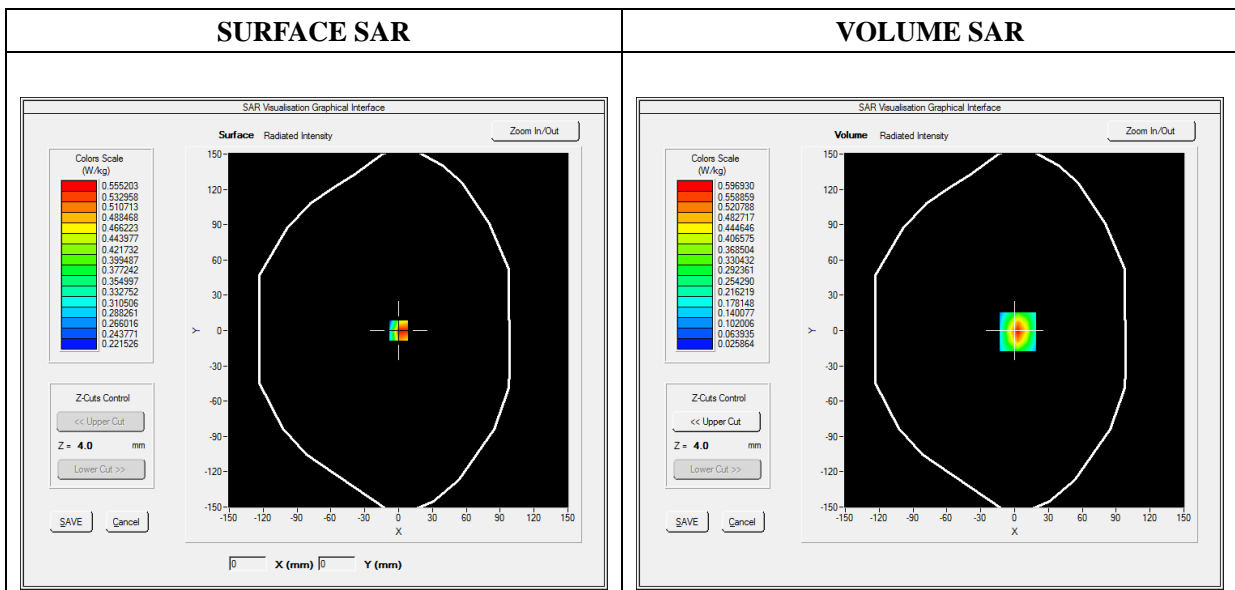 SURFACE SAR
VOLUME SAR
SAR Visualisation Graphical Interface
Surface Radiated Intensity
Zoom In/Out
Colors Scale
(W/kg)
0.555203
0.532958
0.510713
0.488468
0.466223
0.443977
0.421732
0.399487
0.377242
0.354997
0.332752
0.310506
0.288261
0.266016
0.243771
0.221526
Z-Cuts Control
<< Upper Cut
Z = 4.0 mm
Lower Cut >>
SAVE Cancel
150
120
90
60
30
0
-30
-60
-90
-120
-150
Y
-150 -120 -90 -60 -30 0 30 60 90 120 150
X
0 X (mm) 0 Y (mm)
SAR Visualisation Graphical Interface
Volume Radiated Intensity
Zoom In/Out
Colors Scale
(W/kg)
0.596930
0.558859
0.520788
0.482717
0.444646
0.406575
0.368504
0.330432
0.292361
0.254290
0.216219
0.178148
0.140077
0.102006
0.063935
0.025864
Z-Cuts Control
<< Upper Cut
Z = 4.0 mm
Lower Cut >>
SAVE Cancel
150
120
90
60
30
0
-30
-60
-90
-120
-150
Y
-150 -120 -90 -60 -30 0 30 60 90 120 150
X